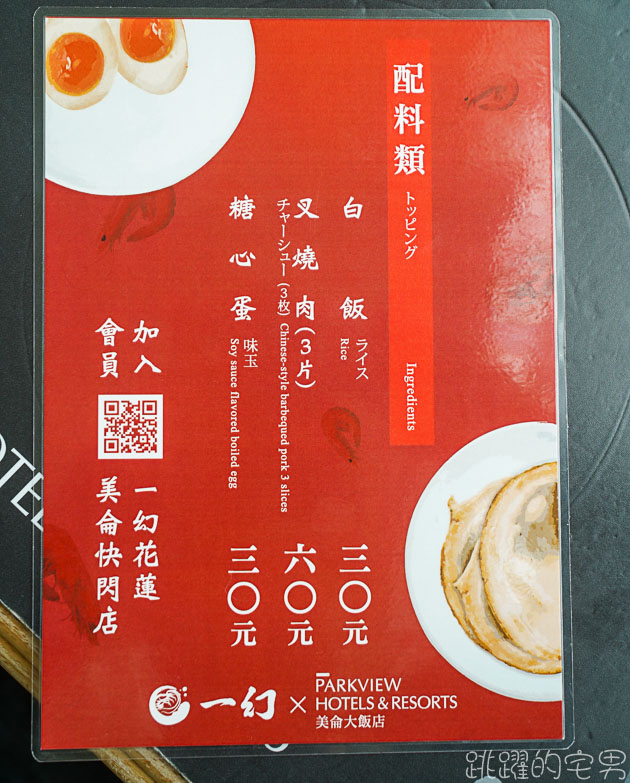 配料類 トッピング Ingredients
白飯 三〇元
ライス
Rice
叉燒肉(3片) 六〇元
チャーシュー(3枚) Chinese-style barbequed pork 3 slices
糖心蛋 三〇元
味玉
Soy sauce flavored boiled egg
加入
會員
一幻花蓮
美侖快閃店
一幻 × PARKVIEW
HOTELS & RESORTS
美侖大飯店
OTEL
跳躍的宅男